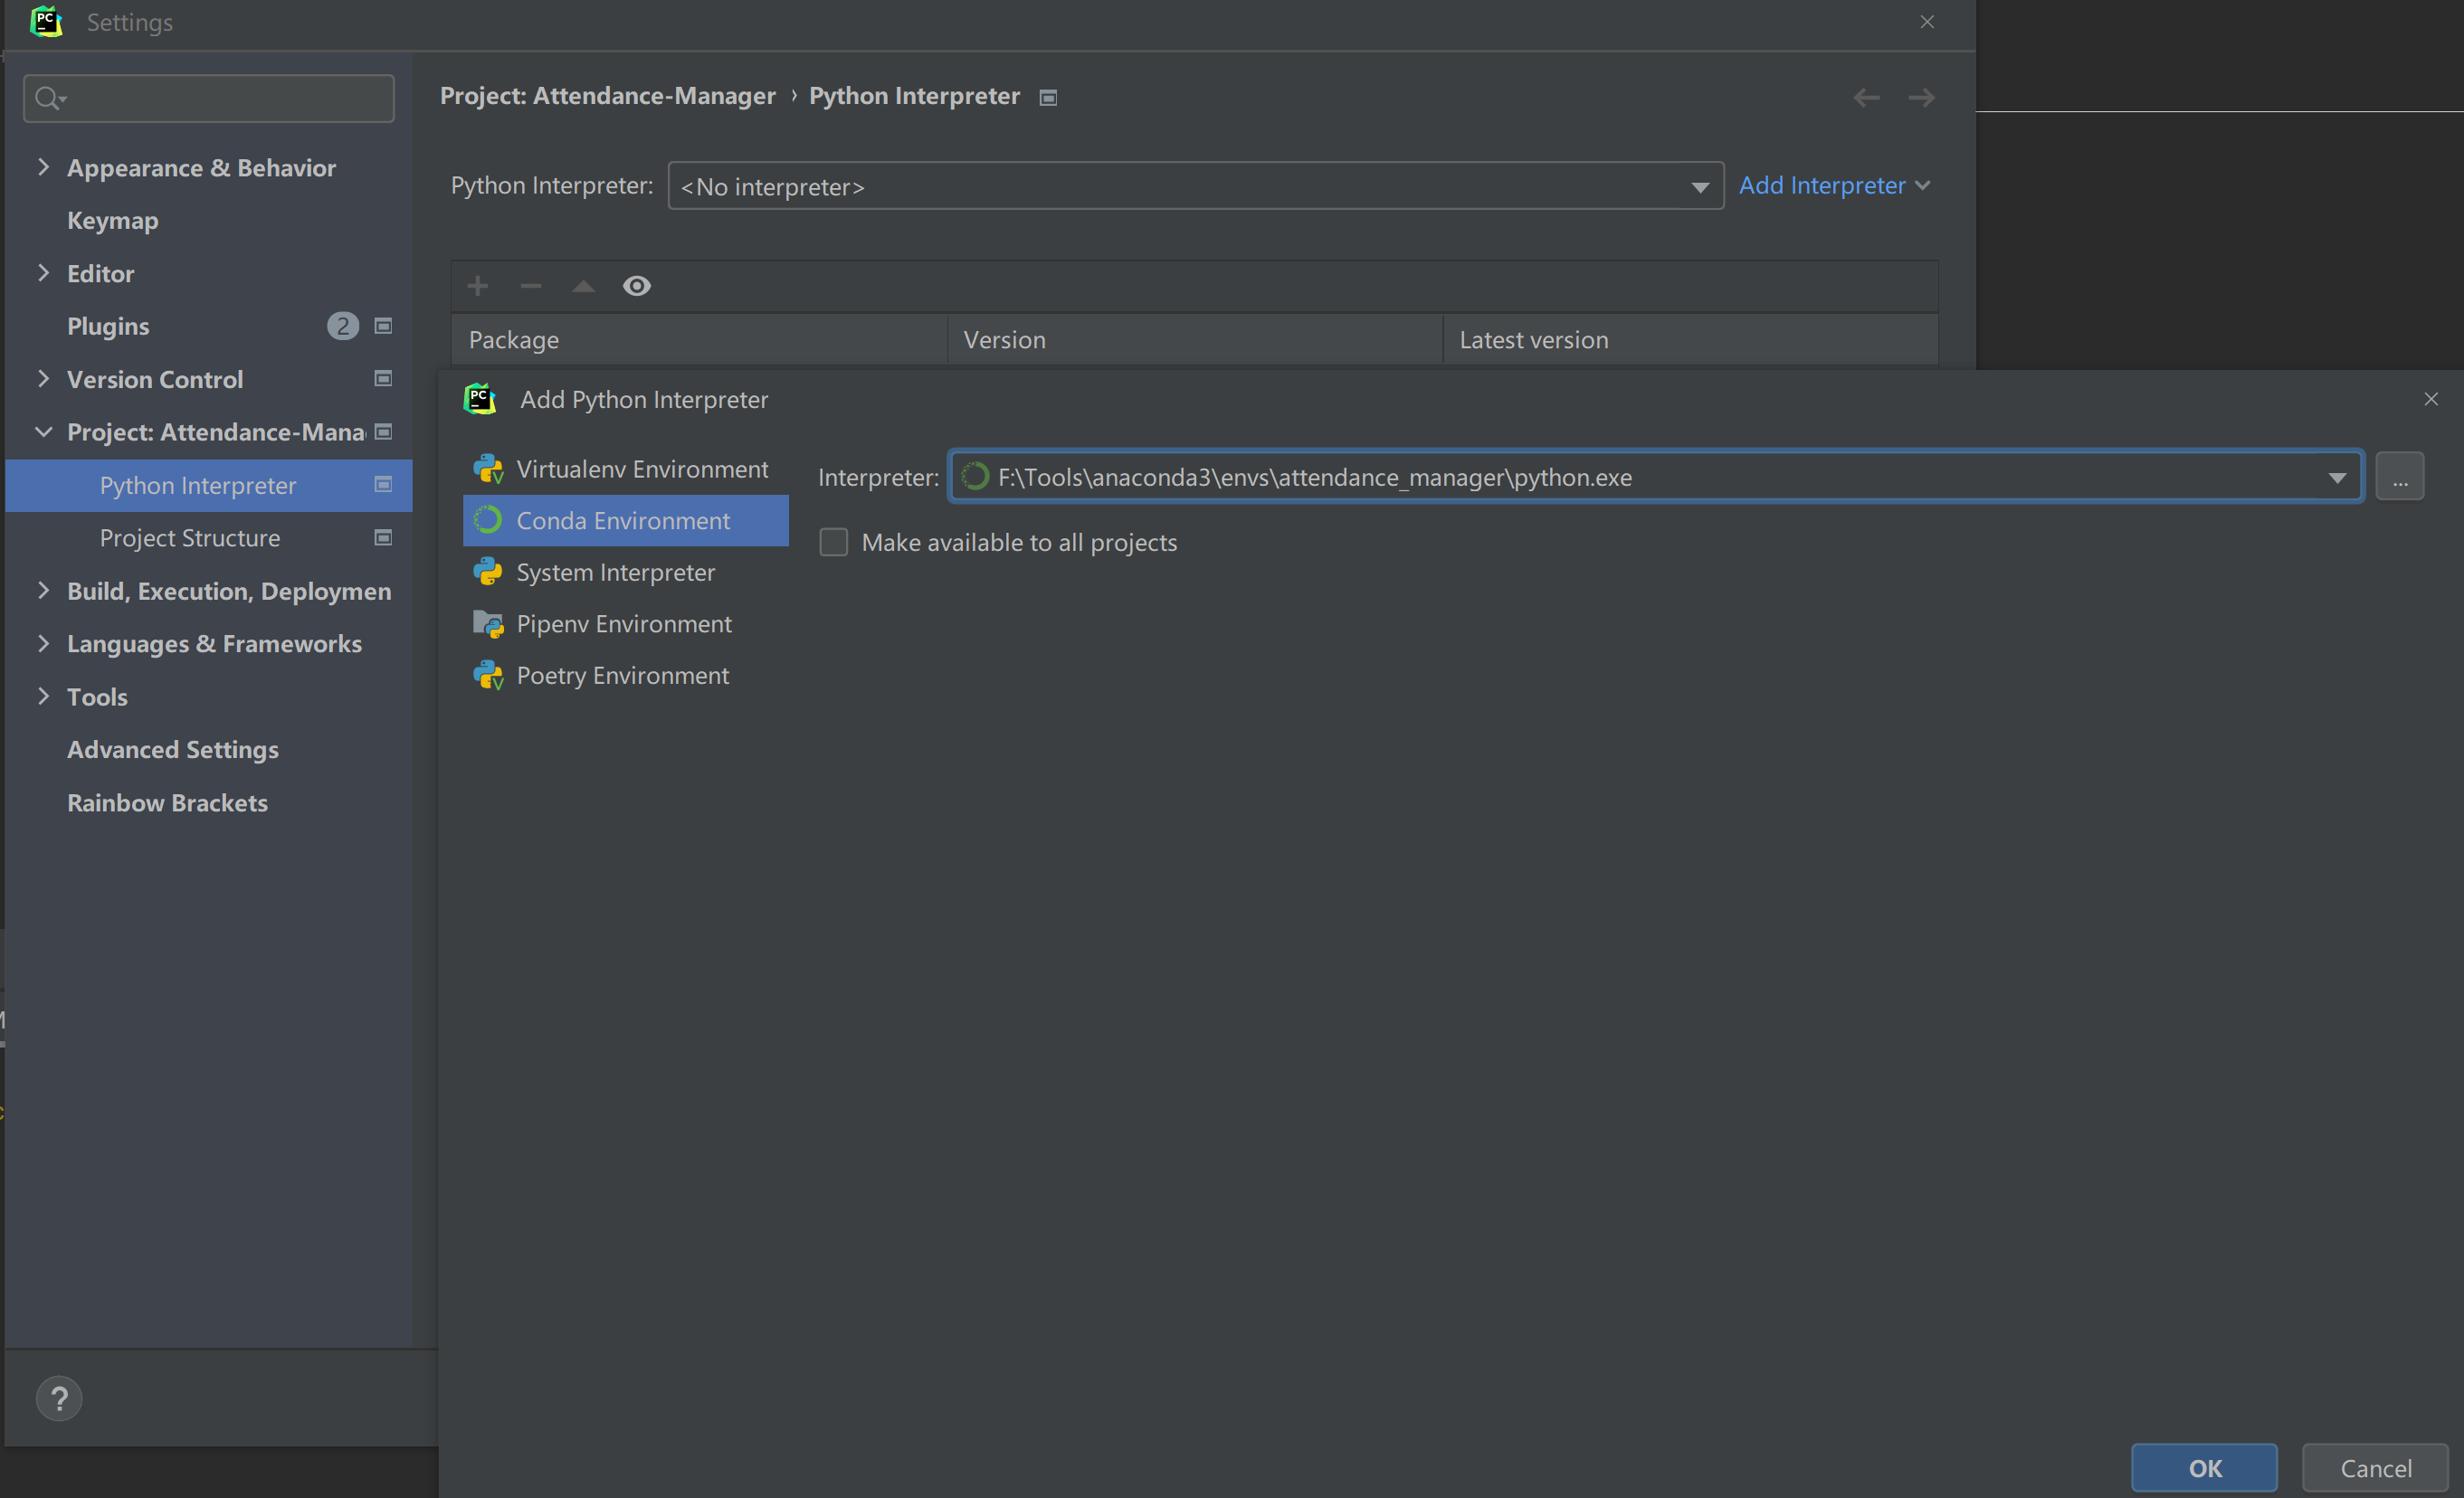 Settings
Appearance & Behavior
Keymap
Editor
Plugins
2
Version Control
Project: Attendance-Mana
Python Interpreter
Project Structure
Build, Execution, Deploymen
Languages & Frameworks
Tools
Advanced Settings
Rainbow Brackets
?
Project: Attendance-Manager › Python Interpreter
Python Interpreter: <No interpreter> Add Interpreter
Package Version Latest version
Add Python Interpreter
Virtualenv Environment
Conda Environment
System Interpreter
Pipenv Environment
Poetry Environment
Interpreter: F:\Tools\anaconda3\envs\attendance_manager\python.exe ...
Make available to all projects
OK Cancel